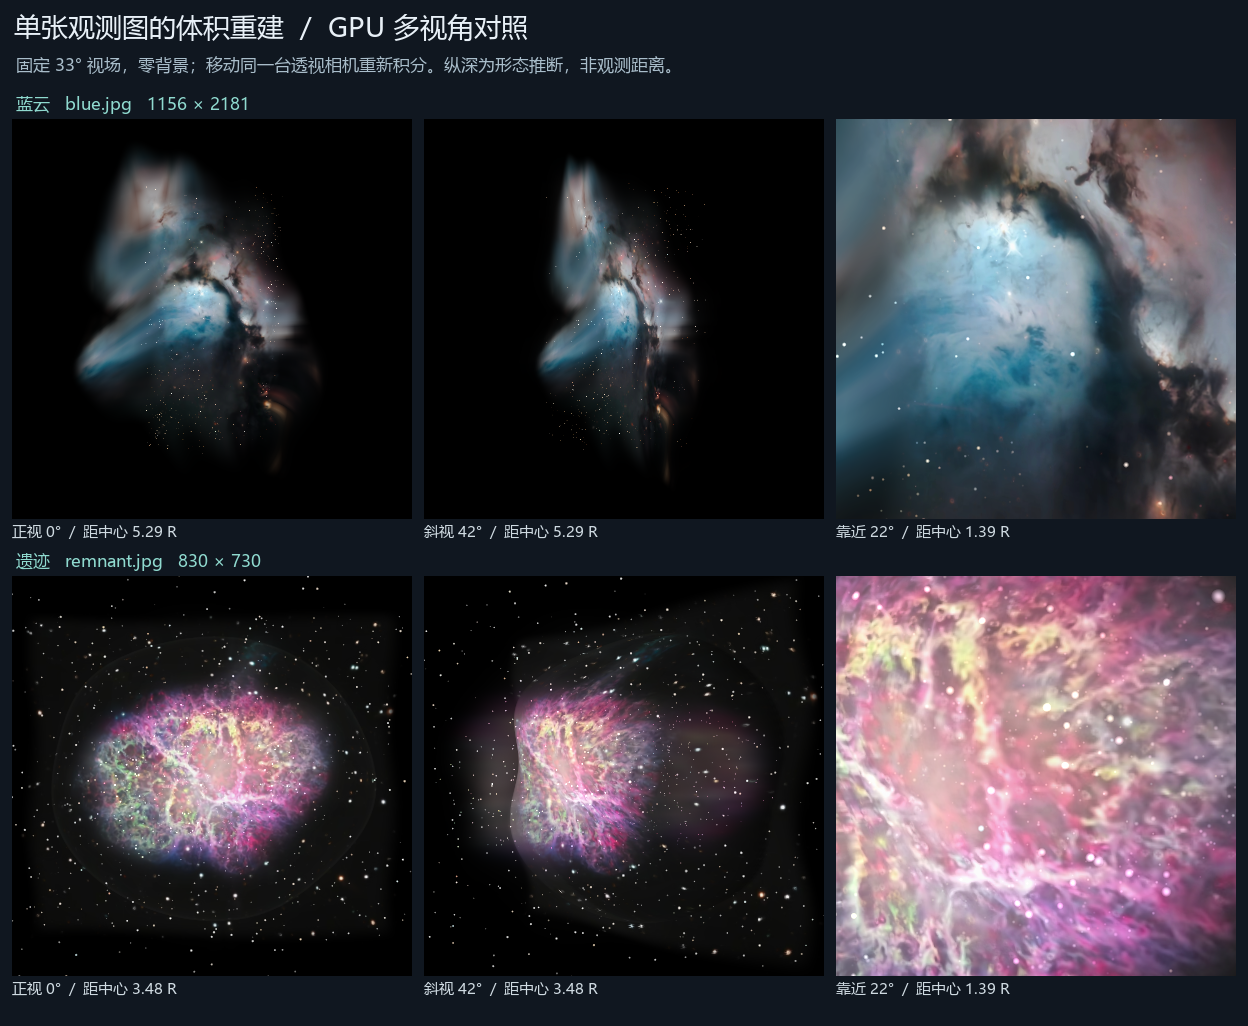 单张观测图的体积重建 / GPU 多视角对照
固定 33° 视场，零背景；移动同一台透视相机重新积分。纵深为形态推断，非观测距离。
蓝云 blue.jpg 1156 × 2181
正视 0° / 距中心 5.29 R
斜视 42° / 距中心 5.29 R
靠近 22° / 距中心 1.39 R
遗迹 remnant.jpg 830 × 730
正视 0° / 距中心 3.48 R
斜视 42° / 距中心 3.48 R
靠近 22° / 距中心 1.39 R